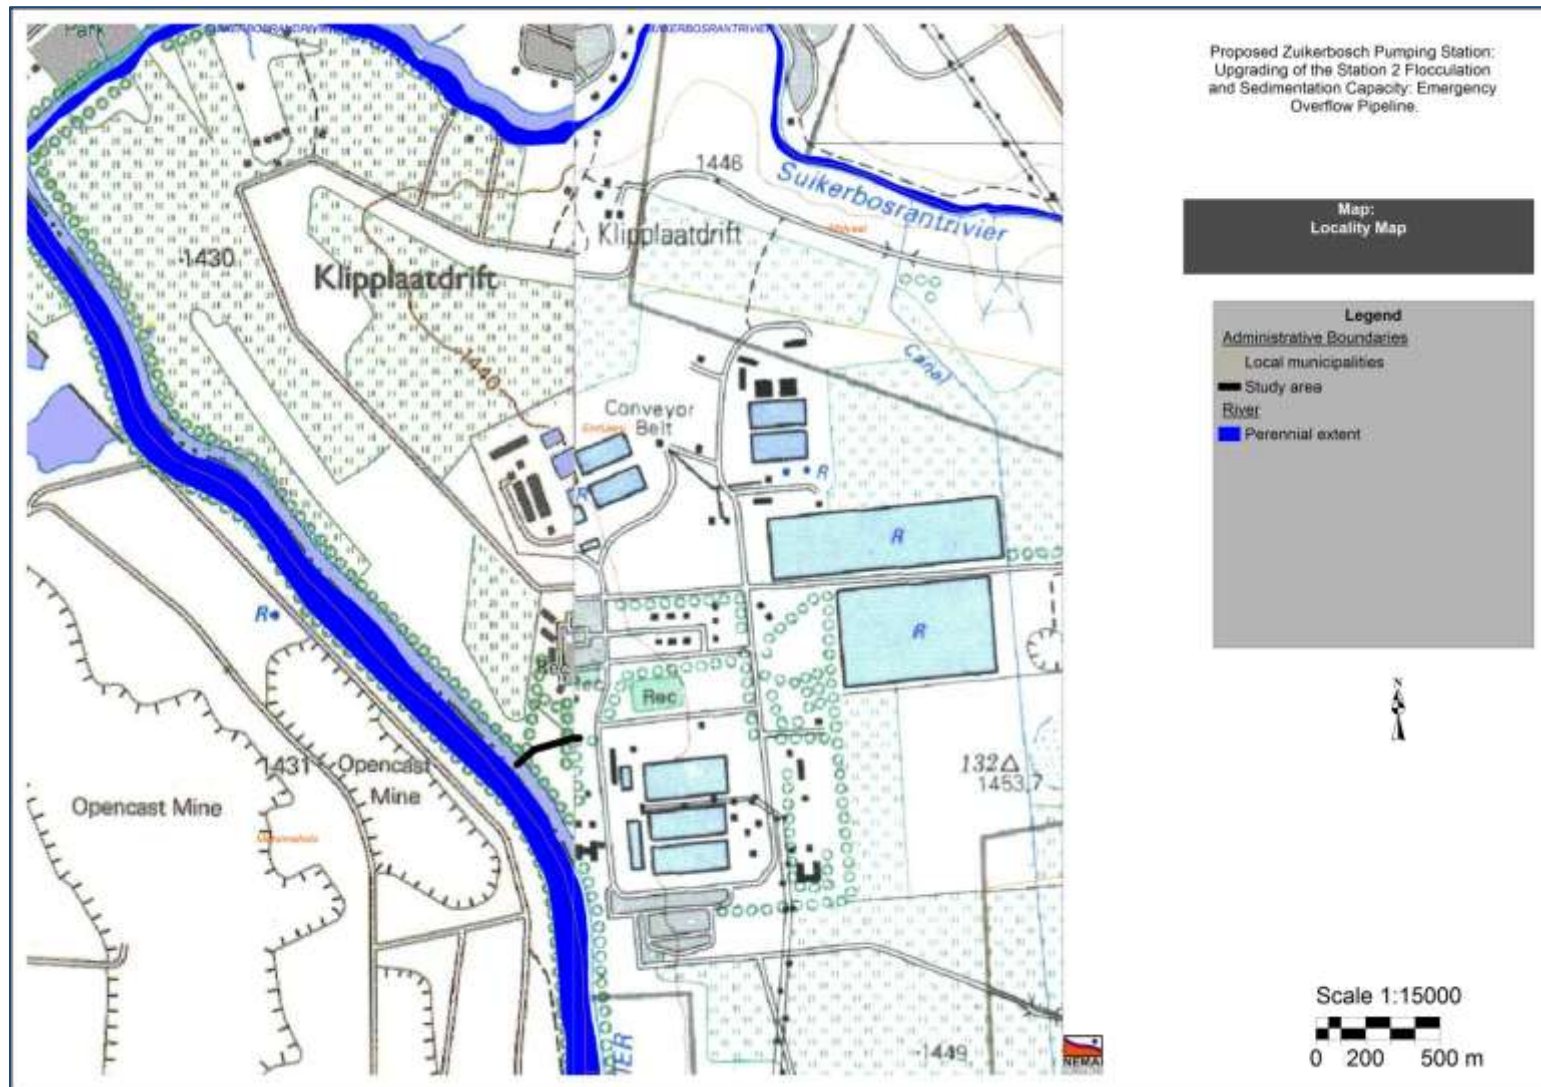 Park
SUIKERBOSRANTRIVIER
Proposed Zuikerbosch Pumping Station:
Upgrading of the Station 2 Flocculation
and Sedimentation Capacity: Emergency
Overflow Pipeline.
1446
Suikerbosrantrivier
Map:
Locality Map
Klipplaatdrift
1430
Klipplaatdrift
Legend
Administrative Boundaries
Local municipalities
Study area
River
Perennial extent
Canal
1440
Conveyor
Belt
R
R
R
R
R
Rec
Rec
1431
Opencast
Mine
Opencast Mine
132
1453,7
N
Scale 1:15000
0 200 500 m
1449
NEMAI